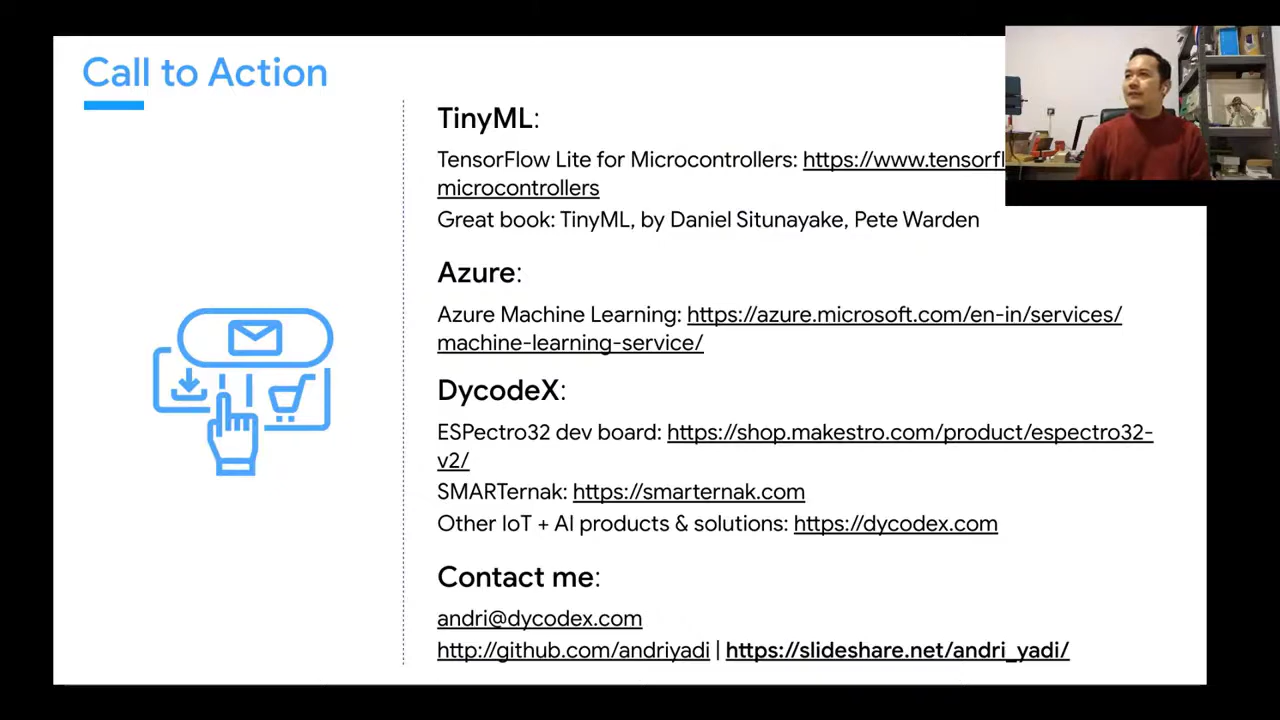 Call to Action
TinyML:
TensorFlow Lite for Microcontrollers: https://www.tensorfl
microcontrollers
Great book: TinyML, by Daniel Situnayake, Pete Warden
Azure:
Azure Machine Learning: https://azure.microsoft.com/en-in/services/
machine-learning-service/
DycodeX:
ESPectro32 dev board: https://shop.makestro.com/product/espectro32-
v2/
SMARTernak: https://smarternak.com
Other IoT + AI products & solutions: https://dycodex.com
Contact me:
andri@dycodex.com
http://github.com/andriyadi | https://slideshare.net/andri_yadi/